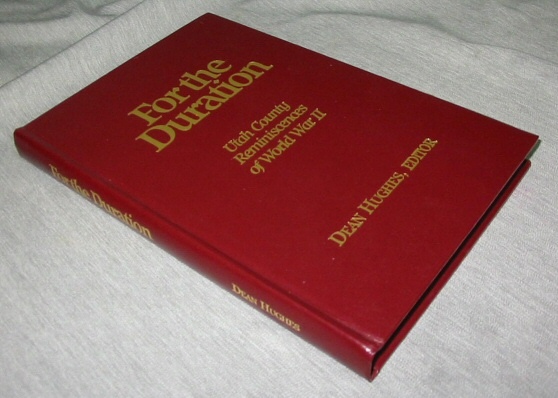 For the
Duration
Utah County
Reminiscences
of World War II
DEAN HUGHES, EDITOR
For the Duration
DEAN HUGHES